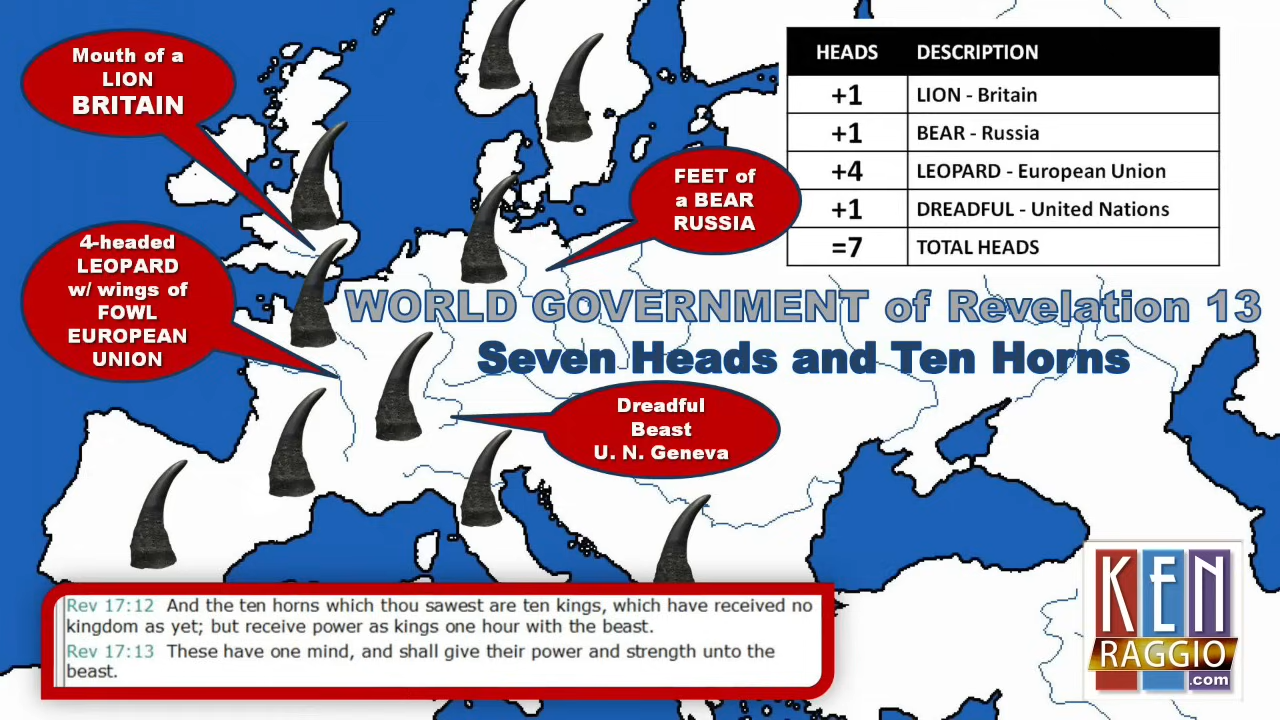 Mouth of a
LION
BRITAIN
HEADS DESCRIPTION
+1 LION - Britain
+1 BEAR - Russia
+4 LEOPARD - European Union
+1 DREADFUL - United Nations
=7 TOTAL HEADS
FEET of
a BEAR
RUSSIA
4-headed
LEOPARD
w/ wings of
FOWL
EUROPEAN
UNION
WORLD GOVERNMENT of Revelation 13
Seven Heads and Ten Horns
Dreadful
Beast
U. N. Geneva
Rev 17:12 And the ten horns which thou sawest are ten kings, which have received no
kingdom as yet; but receive power as kings one hour with the beast.
Rev 17:13 These have one mind, and shall give their power and strength unto the
beast.
KEN
RAGGIO
.com